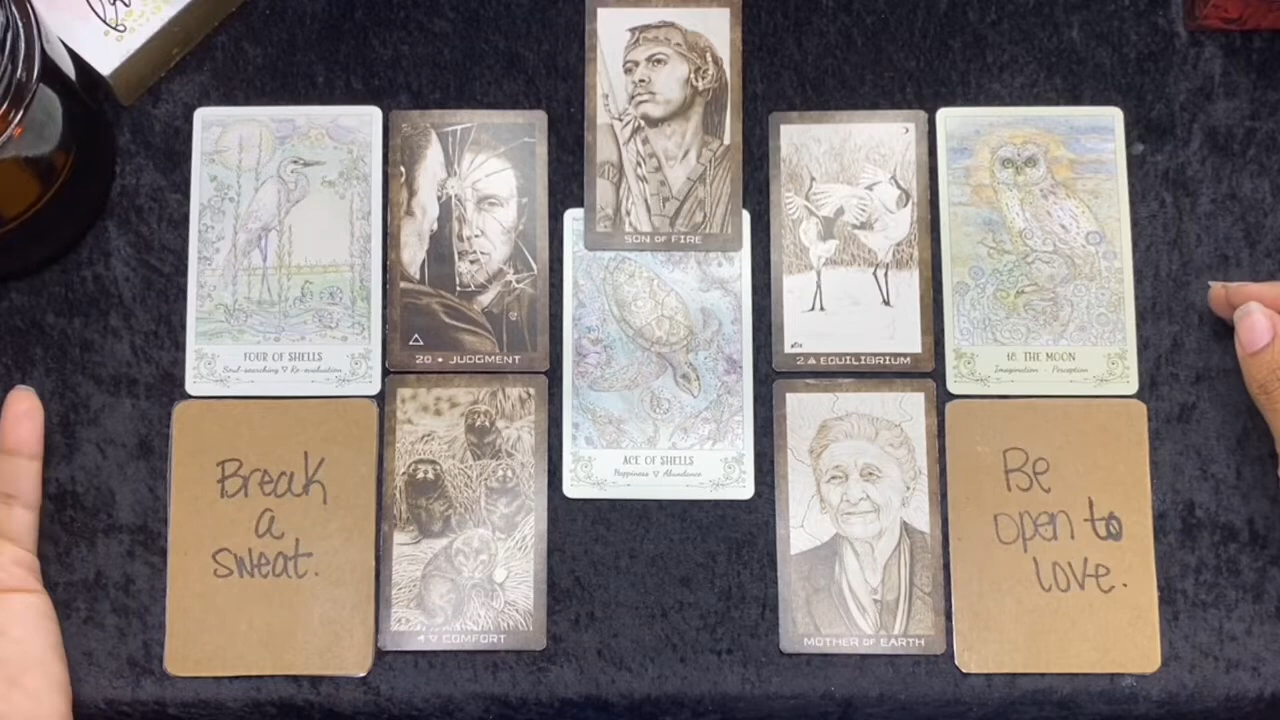 SON OF FIRE
FOUR OF SHELLS
Soul-searching ▽ Re-evaluation
20 • JUDGMENT
2 △ EQUILIBRIUM
18. THE MOON
Imagination - Perception
ACE OF SHELLS
Happiness ▽ Abundance
Break
a
sweat.
4 ▽ COMFORT
MOTHER OF EARTH
Be
open to
love.